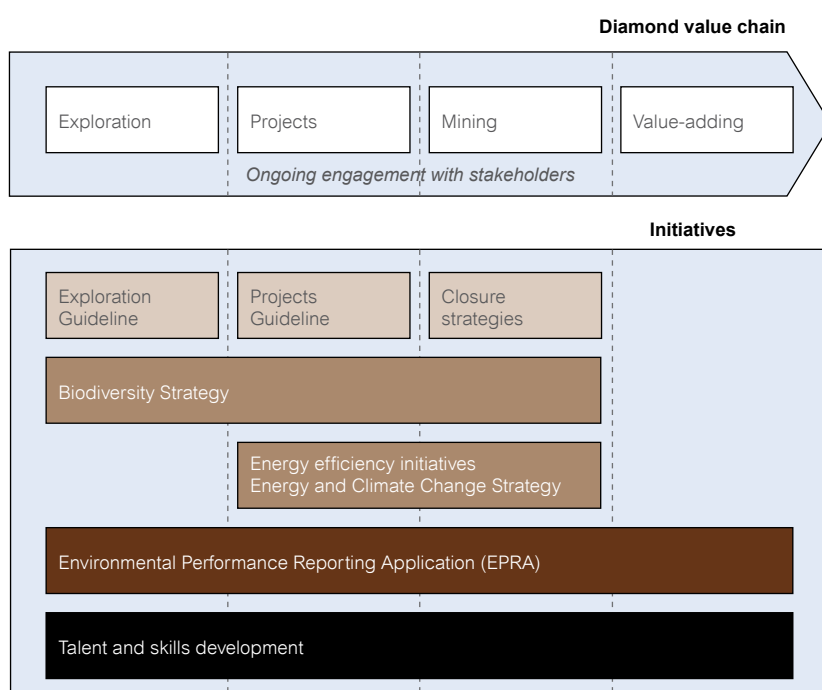 Diamond value chain
Exploration
Projects
Mining
Value-adding
Ongoing engagement with stakeholders
Initiatives
Exploration
Guideline
Projects
Guideline
Closure
strategies
Biodiversity Strategy
Energy efficiency initiatives
Energy and Climate Change Strategy
Environmental Performance Reporting Application (EPRA)
Talent and skills development